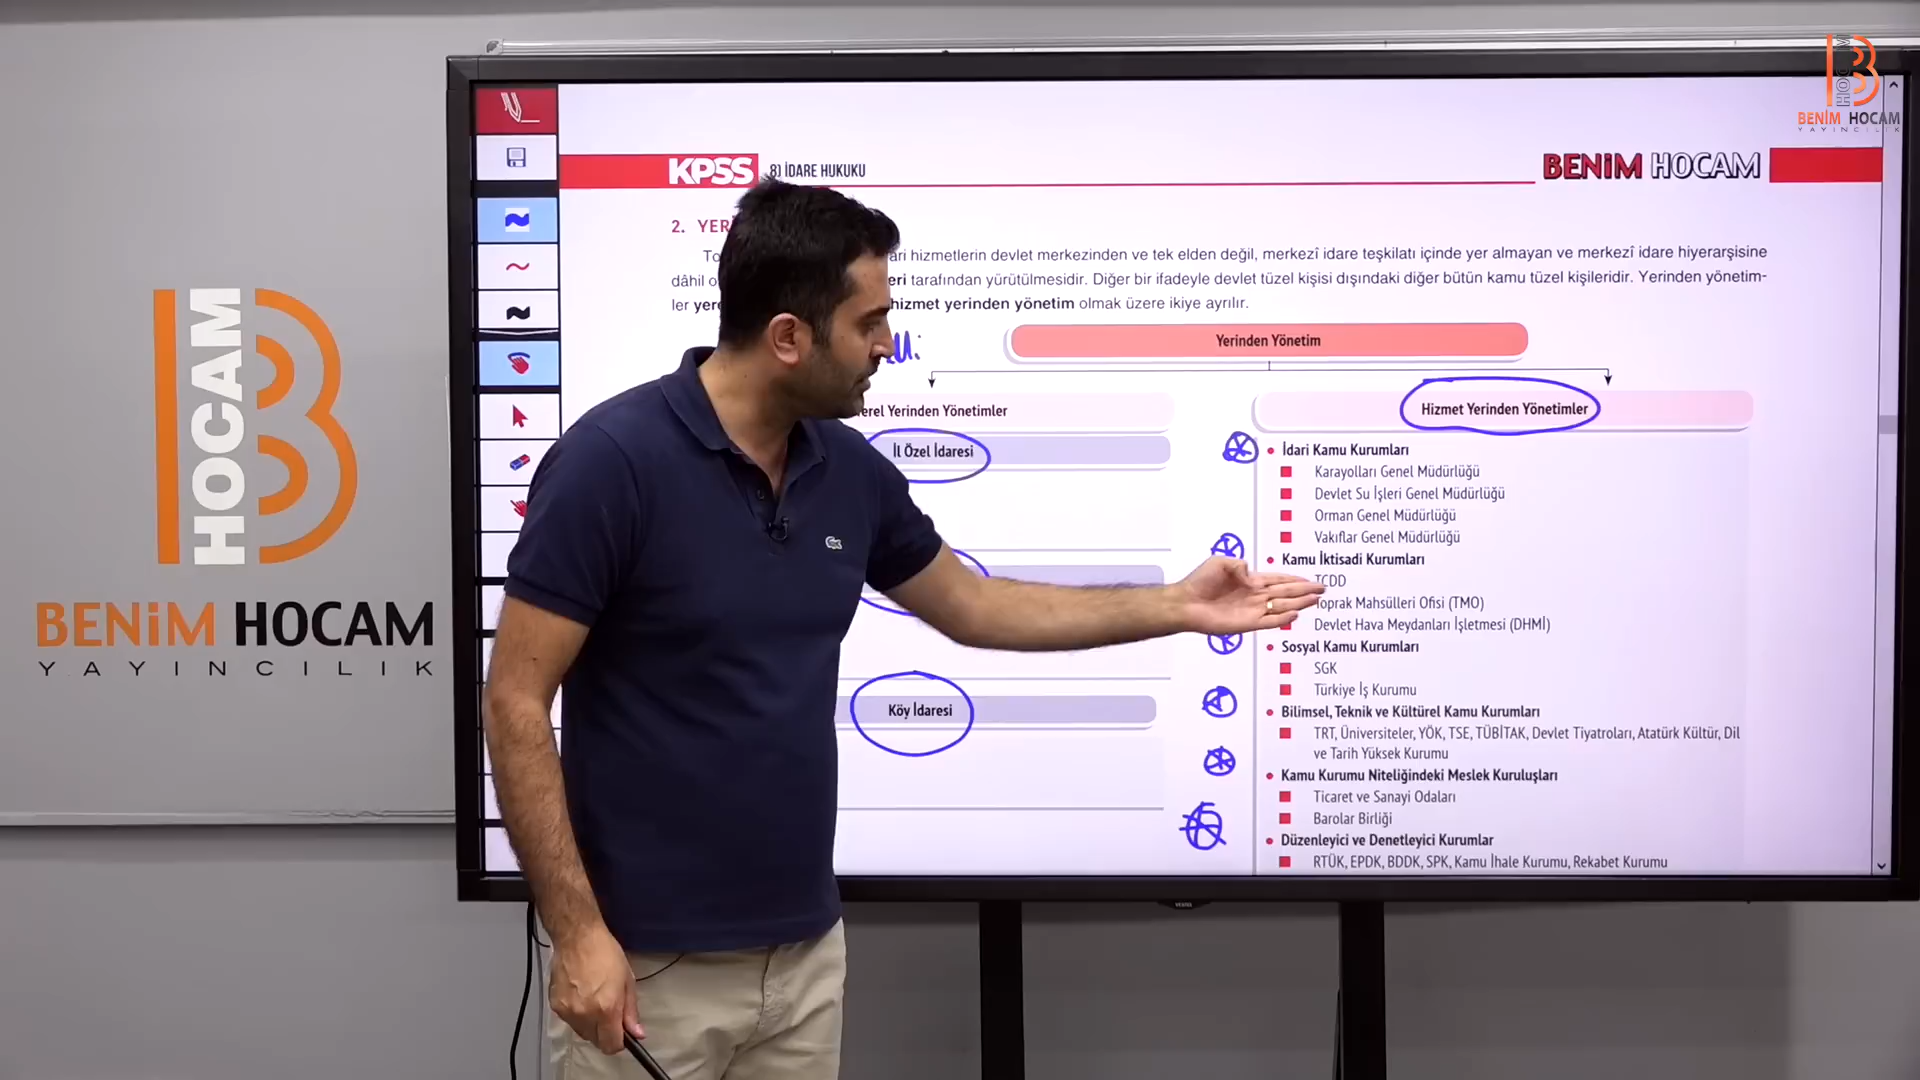 HOCAM
BENİM HOCAM
YAYINCILIK
HOCAM
BENİM HOCAM
YAYINCILIK
KPSS
8) İDARE HUKUKU
BENiM HOCAM
2. YER
ari hizmetlerin devlet merkezinden ve tek elden değil, merkezî idare teşkilatı içinde yer almayan ve merkezî idare hiyerarşisine
dâhil eri tarafından yürütülmesidir. Diğer bir ifadeyle devlet tüzel kişisi dışındaki diğer bütün kamu tüzel kişileridir. Yerinden yönetim-
ler yere hizmet yerinden yönetim olmak üzere ikiye ayrılır.
Yerinden Yönetim
erel Yerinden Yönetimler
İl Özel İdaresi
Köy İdaresi
Hizmet Yerinden Yönetimler
• İdari Kamu Kurumları
Karayolları Genel Müdürlüğü
Devlet Su İşleri Genel Müdürlüğü
Orman Genel Müdürlüğü
Vakıflar Genel Müdürlüğü
• Kamu İktisadi Kurumları
TCDD
Toprak Mahsülleri Ofisi (TMO)
Devlet Hava Meydanları İşletmesi (DHMİ)
• Sosyal Kamu Kurumları
SGK
Türkiye İş Kurumu
• Bilimsel, Teknik ve Kültürel Kamu Kurumları
TRT, Üniversiteler, YÖK, TSE, TÜBİTAK, Devlet Tiyatroları, Atatürk Kültür, Dil
ve Tarih Yüksek Kurumu
• Kamu Kurumu Niteliğindeki Meslek Kuruluşları
Ticaret ve Sanayi Odaları
Barolar Birliği
• Düzenleyici ve Denetleyici Kurumlar
RTÜK, EPDK, BDDK, SPK, Kamu İhale Kurumu, Rekabet Kurumu